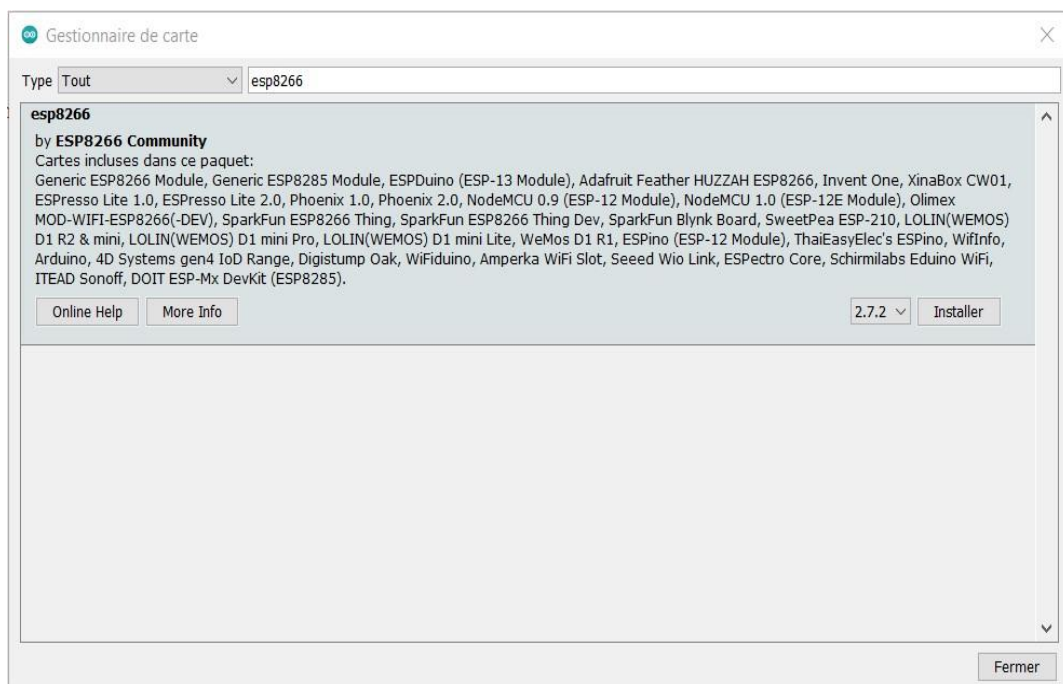 Gestionnaire de carte
Type Tout esp8266
esp8266
by ESP8266 Community
Cartes incluses dans ce paquet:
Generic ESP8266 Module, Generic ESP8285 Module, ESPDuino (ESP-13 Module), Adafruit Feather HUZZAH ESP8266, Invent One, XinaBox CW01,
ESPresso Lite 1.0, ESPresso Lite 2.0, Phoenix 1.0, Phoenix 2.0, NodeMCU 0.9 (ESP-12 Module), NodeMCU 1.0 (ESP-12E Module), Olimex
MOD-WIFI-ESP8266(-DEV), SparkFun ESP8266 Thing, SparkFun ESP8266 Thing Dev, SparkFun Blynk Board, SweetPea ESP-210, LOLIN(WEMOS)
D1 R2 & mini, LOLIN(WEMOS) D1 mini Pro, LOLIN(WEMOS) D1 mini Lite, WeMos D1 R1, ESPino (ESP-12 Module), ThaiEasyElec's ESPino, WifInfo,
Arduino, 4D Systems gen4 IoD Range, Digistump Oak, WiFiduino, Amperka WiFi Slot, Seeed Wio Link, ESPectro Core, Schirmilabs Eduino WiFi,
ITEAD Sonoff, DOIT ESP-Mx DevKit (ESP8285).
Online Help More Info 2.7.2 Installer
Fermer